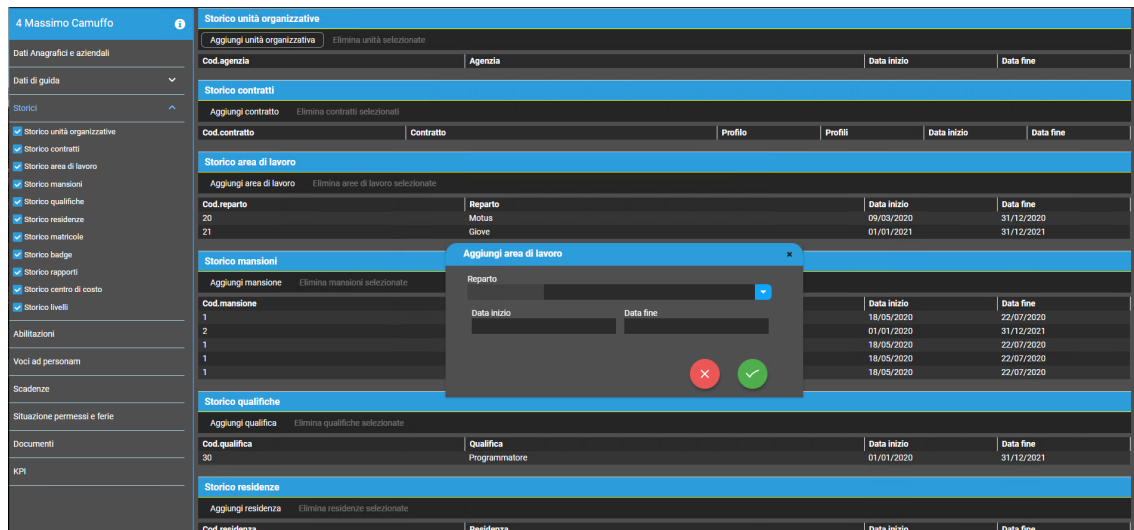 4 Massimo Camuffo
Dati Anagrafici e aziendali
Dati di guida
Storici
Storico unità organizzative
Storico contratti
Storico area di lavoro
Storico mansioni
Storico qualifiche
Storico residenze
Storico matricole
Storico badge
Storico rapporti
Storico centro di costo
Storico livelli
Abilitazioni
Voci ad personam
Scadenze
Situazione permessi e ferie
Documenti
KPI
Storico unità organizzative
Aggiungi unità organizzativa Elimina unità selezionate
Cod.agenzia Agenzia Data inizio Data fine
Storico contratti
Aggiungi contratto Elimina contratti selezionati
Cod.contratto Contratto Profilo Profili Data inizio Data fine
Storico area di lavoro
Aggiungi area di lavoro Elimina aree di lavoro selezionate
Cod.reparto Reparto Data inizio Data fine
20 Motus 09/03/2020 31/12/2020
21 Giove 01/01/2021 31/12/2021
Storico mansioni
Aggiungi mansione Elimina mansioni selezionate
Cod.mansione Data inizio Data fine
1 18/05/2020 22/07/2020
2 01/01/2020 31/12/2021
1 18/05/2020 22/07/2020
1 18/05/2020 22/07/2020
1 18/05/2020 22/07/2020
Aggiungi area di lavoro ×
Reparto
Data inizio Data fine
Storico qualifiche
Aggiungi qualifica Elimina qualifiche selezionate
Cod.qualifica Qualifica Data inizio Data fine
30 Programmatore 01/01/2020 31/12/2021
Storico residenze
Aggiungi residenza Elimina residenze selezionate
Cod.residenza Residenza Data inizio Data fine